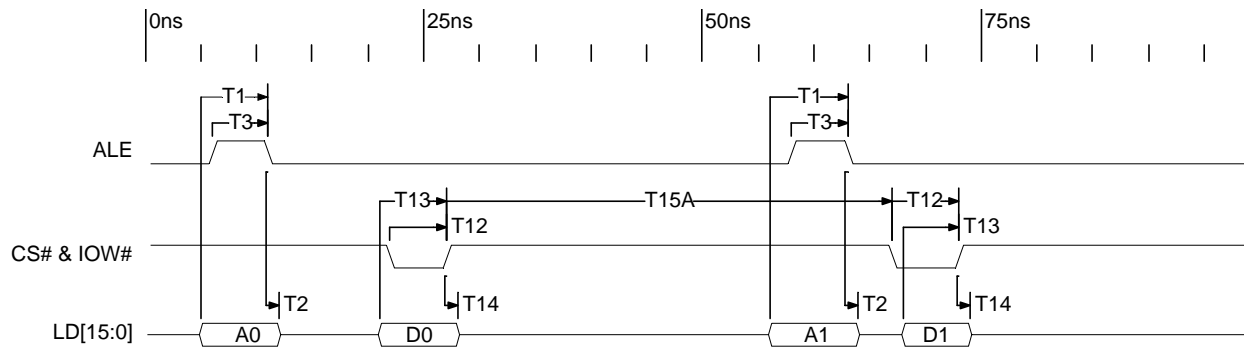 0ns 25ns 50ns 75ns
T1 T1
T3 T3
ALE
T13 T15A T12
T12 T13
CS# & IOW#
T2 T14 T2 T14
LD[15:0] A0 D0 A1 D1